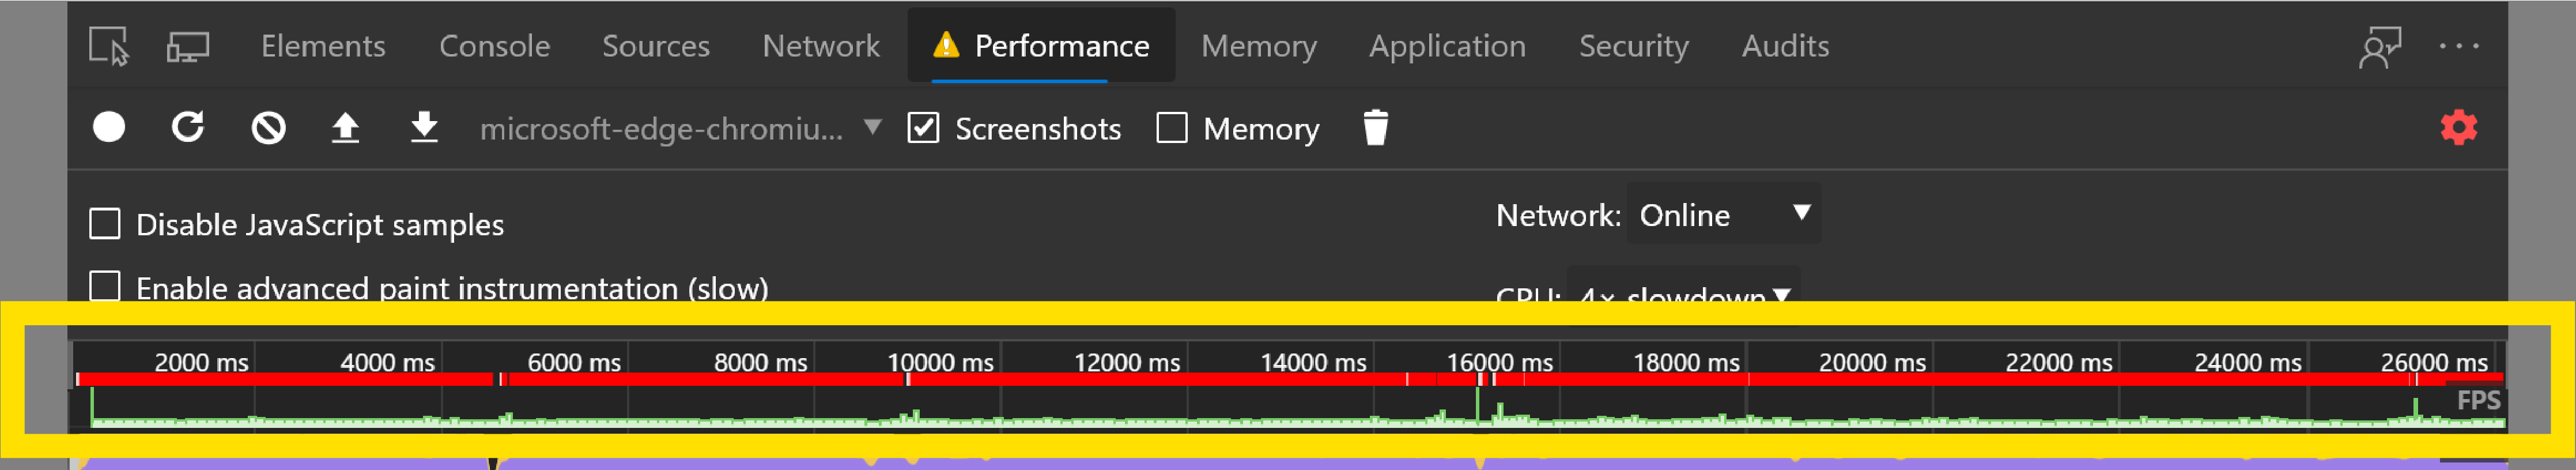 Elements Console Sources Network Performance Memory Application Security Audits
microsoft-edge-chromiu... Screenshots Memory
Disable JavaScript samples Network: Online
Enable advanced paint instrumentation (slow) CPU: 4× slowdown
2000 ms 4000 ms 6000 ms 8000 ms 10000 ms 12000 ms 14000 ms 16000 ms 18000 ms 20000 ms 22000 ms 24000 ms 26000 ms
FPS